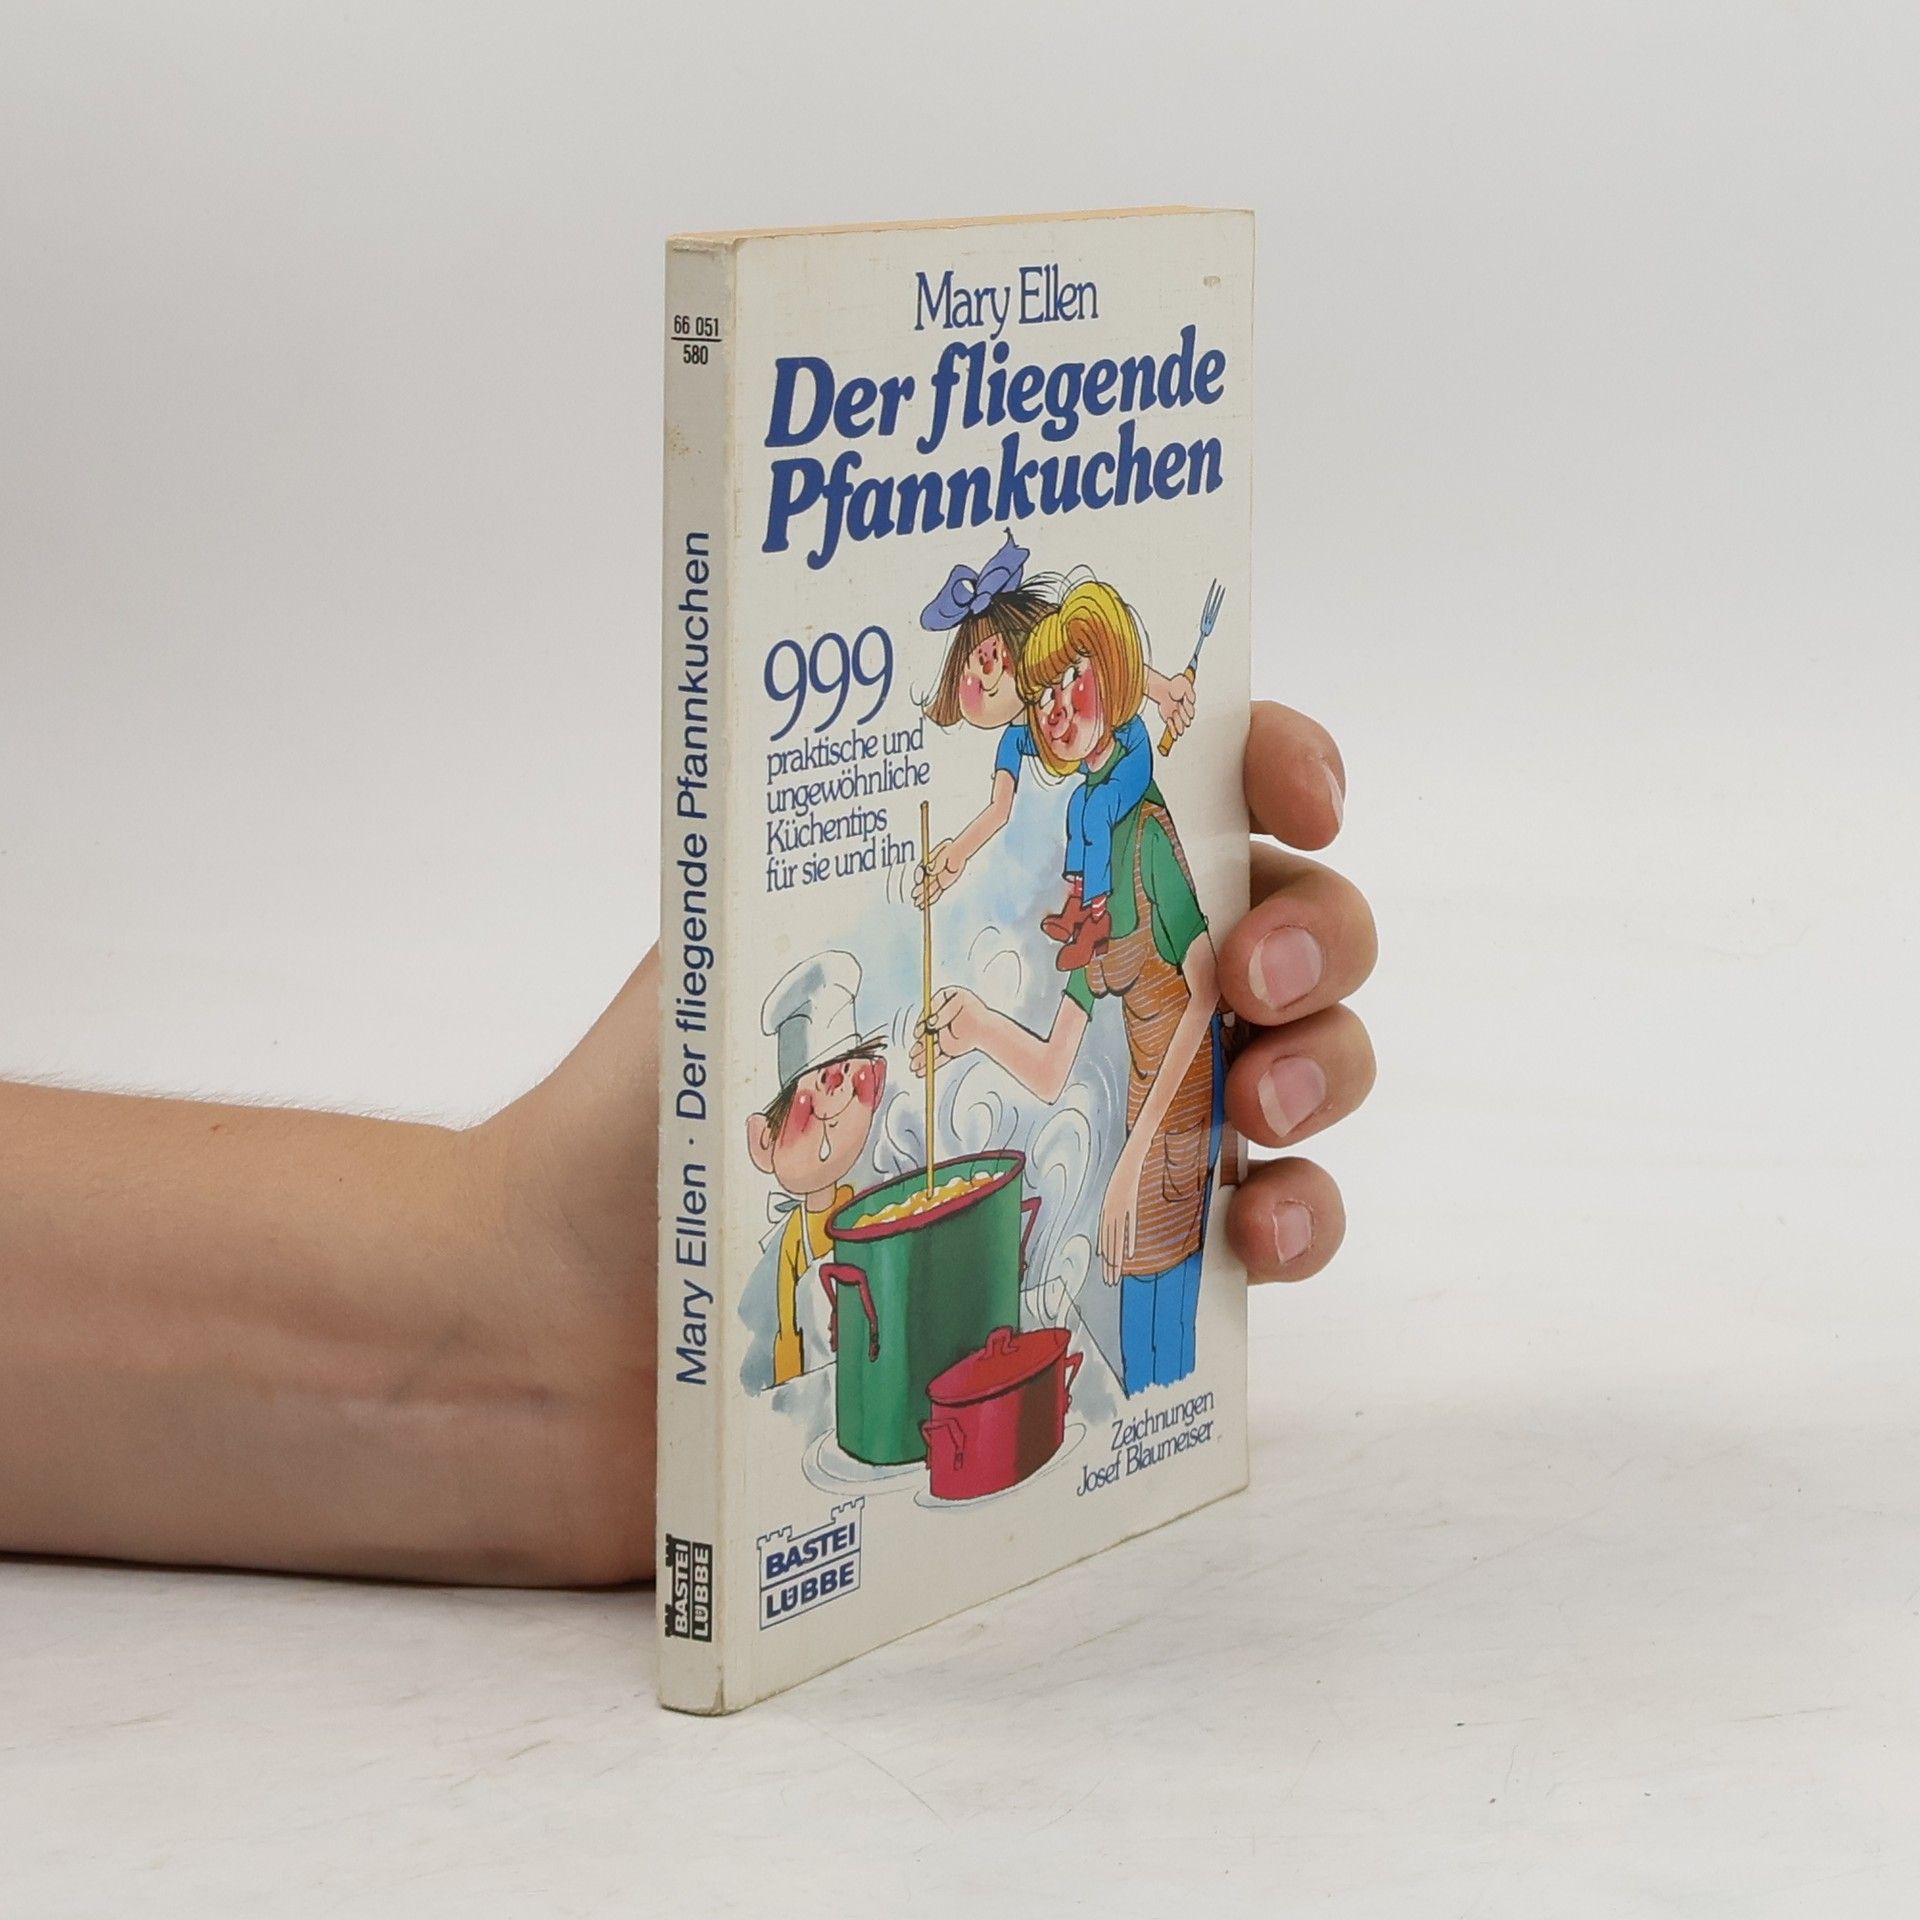 66 051
580
Mary Ellen · Der fliegende Pfannkuchen
BASTEI
LÜBBE
Mary Ellen
Der fliegende
Pfannkuchen
999
praktische und
ungewöhnliche
Küchentips
für sie und ihn
Zeichnungen
Josef Blaumeiser
BASTEI
LÜBBE